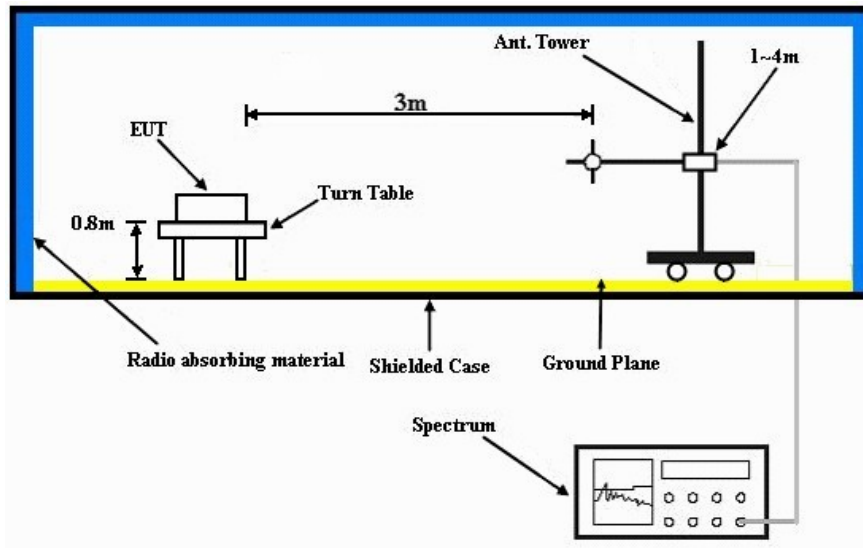 Ant. Tower
1~4m
3m
EUT
Turn Table
0.8m
Radio absorbing material
Shielded Case
Ground Plane
Spectrum